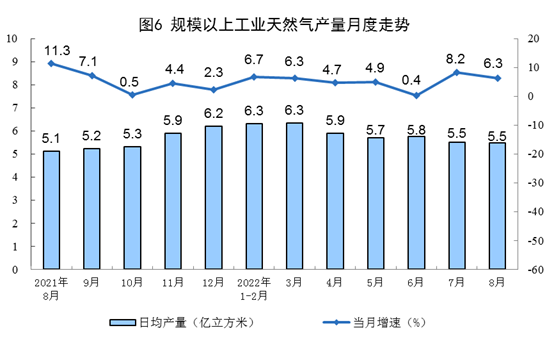 图6 规模以上工业天然气产量月度走势
10 20
9 11.3 7.1 0.5 4.4 2.3 6.7 6.3 4.7 4.9 0.4 8.2 6.3 10
8 0
7 -10
6 5.1 5.2 5.3 5.9 6.2 6.3 6.3 5.9 5.7 5.8 5.5 5.5
5 -20
4
3 -30
2 -40
1 -50
0 -60
2021年 9月 10月 11月 12月 2022年 3月 4月 5月 6月 7月 8月
8月 1-2月
日均产量（亿立方米） 当月增速（%）